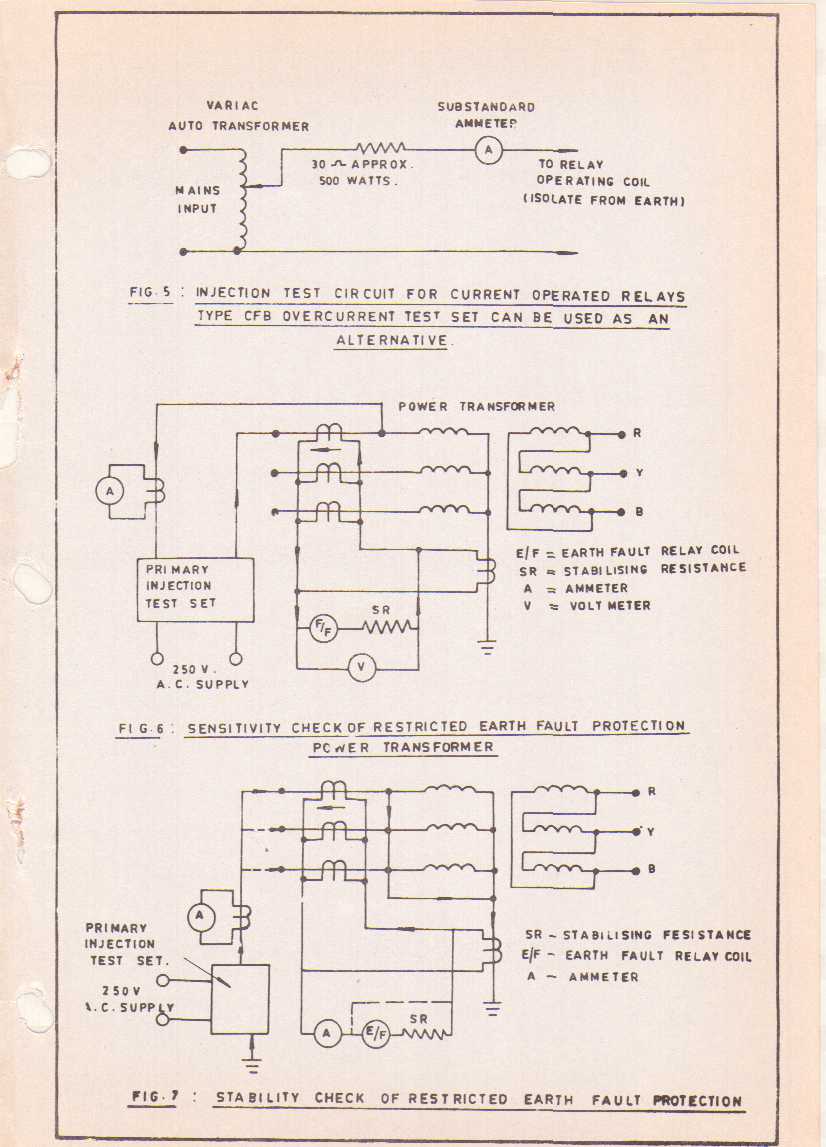 VARIAC
AUTO TRANSFORMER
SUBSTANDARD
AMMETER
A
30 Ω APPROX.
500 WATTS.
MAINS
INPUT
TO RELAY
OPERATING COIL
(ISOLATE FROM EARTH)
FIG. 5 : INJECTION TEST CIRCUIT FOR CURRENT OPERATED RELAYS
TYPE CFB OVERCURRENT TEST SET CAN BE USED AS AN
ALTERNATIVE.
POWER TRANSFORMER
R
Y
B
A
PRIMARY
INJECTION
TEST SET
250 V.
A.C. SUPPLY
SR
F/F
V
E/F = EARTH FAULT RELAY COIL
SR = STABILISING RESISTANCE
A = AMMETER
V = VOLT METER
FIG.6 : SENSITIVITY CHECK OF RESTRICTED EARTH FAULT PROTECTION
POWER TRANSFORMER
R
Y
B
A
PRIMARY
INJECTION
TEST SET.
250V
A.C. SUPPLY
SR
A
E/F
SR - STABILISING FESISTANCE
E/F - EARTH FAULT RELAY COIL
A - AMMETER
FIG. 7 : STABILITY CHECK OF RESTRICTED EARTH FAULT PROTECTION